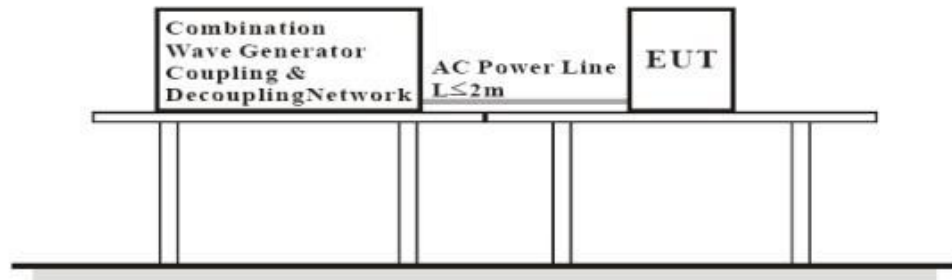 Combination
Wave Generator
Coupling &
DecouplingNetwork
AC Power Line
L≤2m
EUT